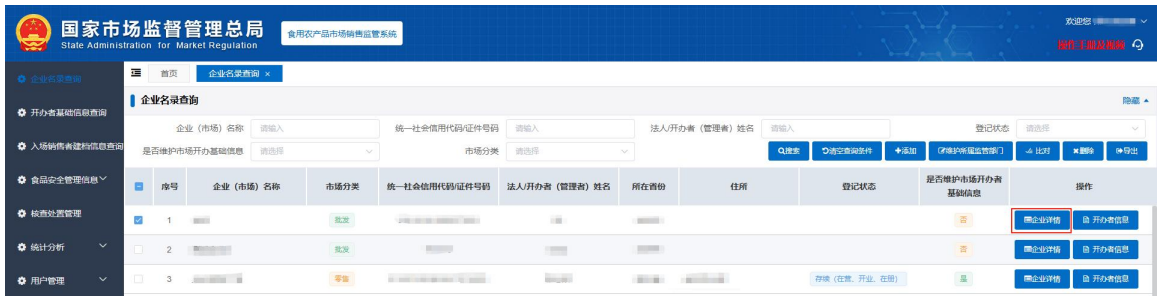 国家市场监督管理总局
State Administration for Market Regulation
食用农产品市场销售监管系统
欢迎您
操作手册及视频
企业名录查询
开办者基础信息查询
入场销售者建档信息查询
食品安全管理信息
核查处置管理
统计分析
用户管理
首页
企业名录查询 ×
企业名录查询
隐藏
企业（市场）名称 请输入
统一社会信用代码/证件号码 请输入
法人/开办者（管理者）姓名 请输入
登记状态 请选择
是否维护市场开办基础信息 请选择
市场分类 请选择
搜索 清空查询条件 +添加 维护所属监管部门 比对 ×删除 导出
序号 企业（市场）名称 市场分类 统一社会信用代码/证件号码 法人/开办者（管理者）姓名 所在省份 住所 登记状态 是否维护市场开办者基础信息 操作
1 批发 否 企业详情 开办者信息
2 批发 否 企业详情 开办者信息
3 零售 存续（在营、开业、在册） 是 企业详情 开办者信息